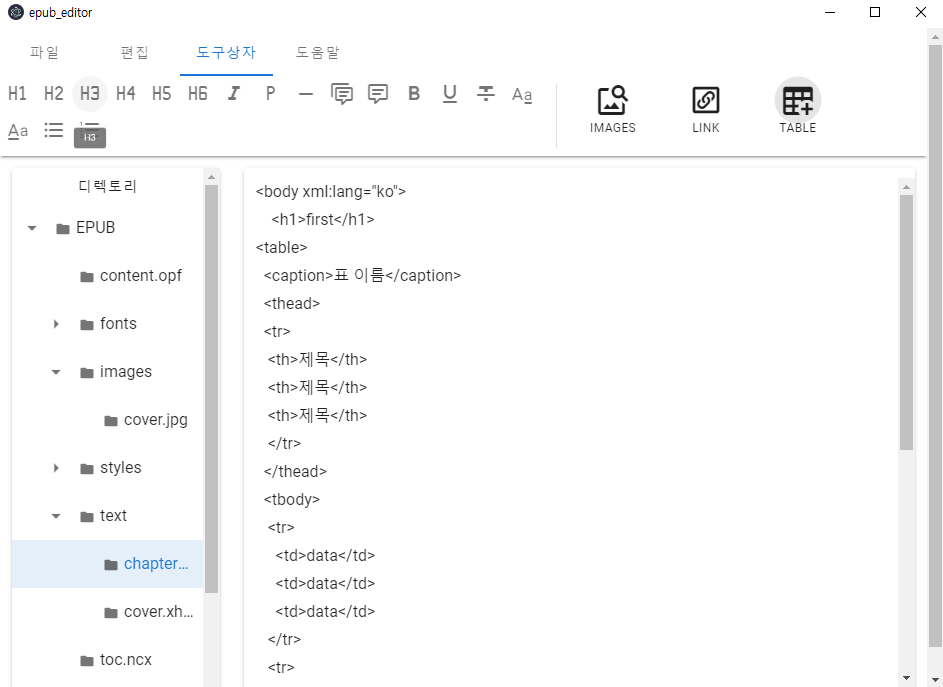 epub_editor
파일 편집 도구상자 도움말
H1 H2 H3 H4 H5 H6 I P B U Aa
IMAGES LINK TABLE
Aa H3
디렉토리
EPUB
content.opf
fonts
images
cover.jpg
styles
text
chapter...
cover.xh...
toc.ncx
<body xml:lang="ko">
<h1>first</h1>
<table>
<caption>표 이름</caption>
<thead>
<tr>
<th>제목</th>
<th>제목</th>
<th>제목</th>
</tr>
</thead>
<tbody>
<tr>
<td>data</td>
<td>data</td>
<td>data</td>
</tr>
<tr>